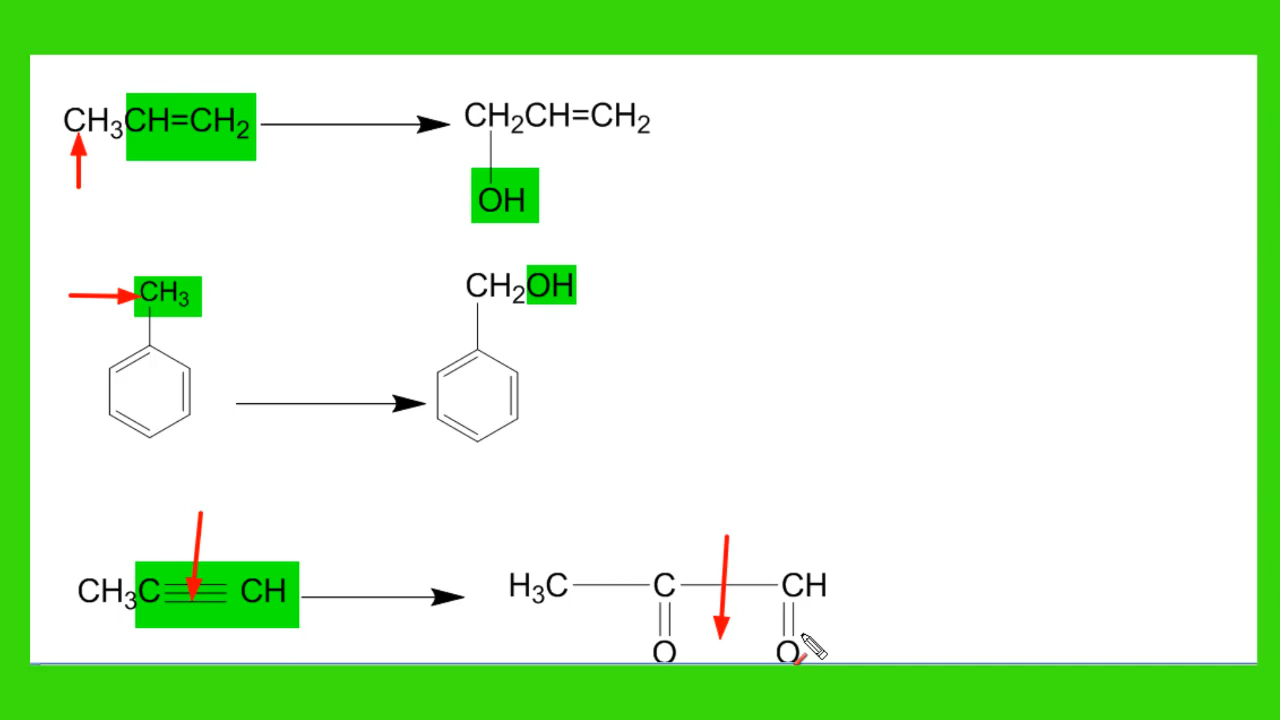 CH₃CH=CH₂
CH₂CH=CH₂
OH
CH₃
CH₂OH
CH₃C≡CH
H₃C—C—CH
O O